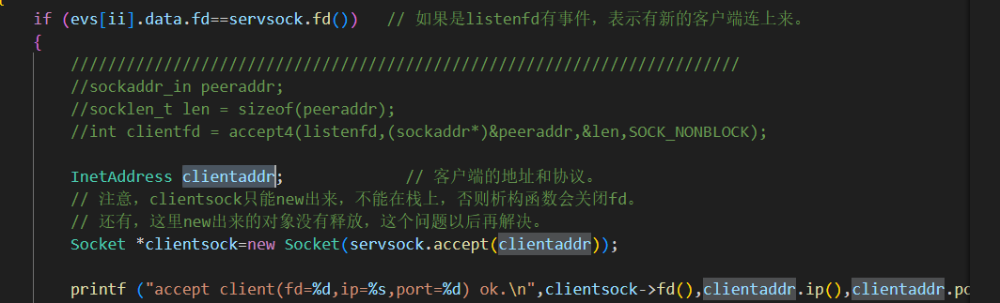 if (evs[ii].data.fd==servsock.fd())   // 如果是listenfd有事件，表示有新的客户端连上来。
{
////////////////////////////////////////////////////////////////////////
//sockaddr_in peeraddr;
//socklen_t len = sizeof(peeraddr);
//int clientfd = accept4(listenfd,(sockaddr*)&peeraddr,&len,SOCK_NONBLOCK);
InetAddress clientaddr;             // 客户端的地址和协议。
// 注意，clientsock只能new出来，不能在栈上，否则析构函数会关闭fd。
// 还有，这里new出来的对象没有释放，这个问题以后再解决。
Socket *clientsock=new Socket(servsock.accept(clientaddr));
printf ("accept client(fd=%d,ip=%s,port=%d) ok.\n",clientsock->fd(),clientaddr.ip(),clientaddr.po